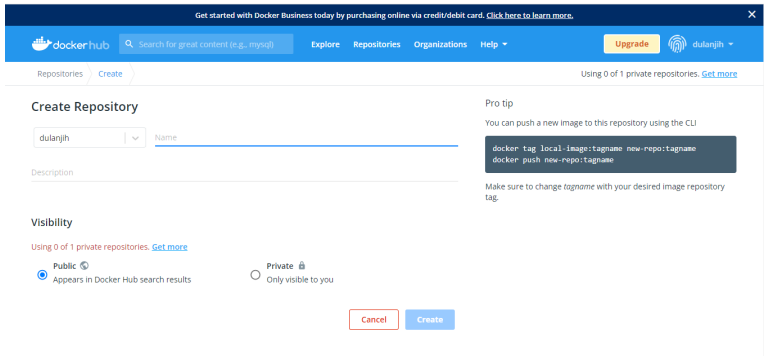 Get started with Docker Business today by purchasing online via credit/debit card. Click here to learn more.
dockerhub
Search for great content (e.g., mysql)
Explore
Repositories
Organizations
Help
Upgrade
dulanjih
Repositories
Create
Using 0 of 1 private repositories. Get more
Create Repository
dulanjih
Name
Description
Visibility
Using 0 of 1 private repositories. Get more
Public
Appears in Docker Hub search results
Private
Only visible to you
Cancel
Create
Pro tip
You can push a new image to this repository using the CLI
docker tag local-image:tagname new-repo:tagname
docker push new-repo:tagname
Make sure to change tagname with your desired image repository
tag.